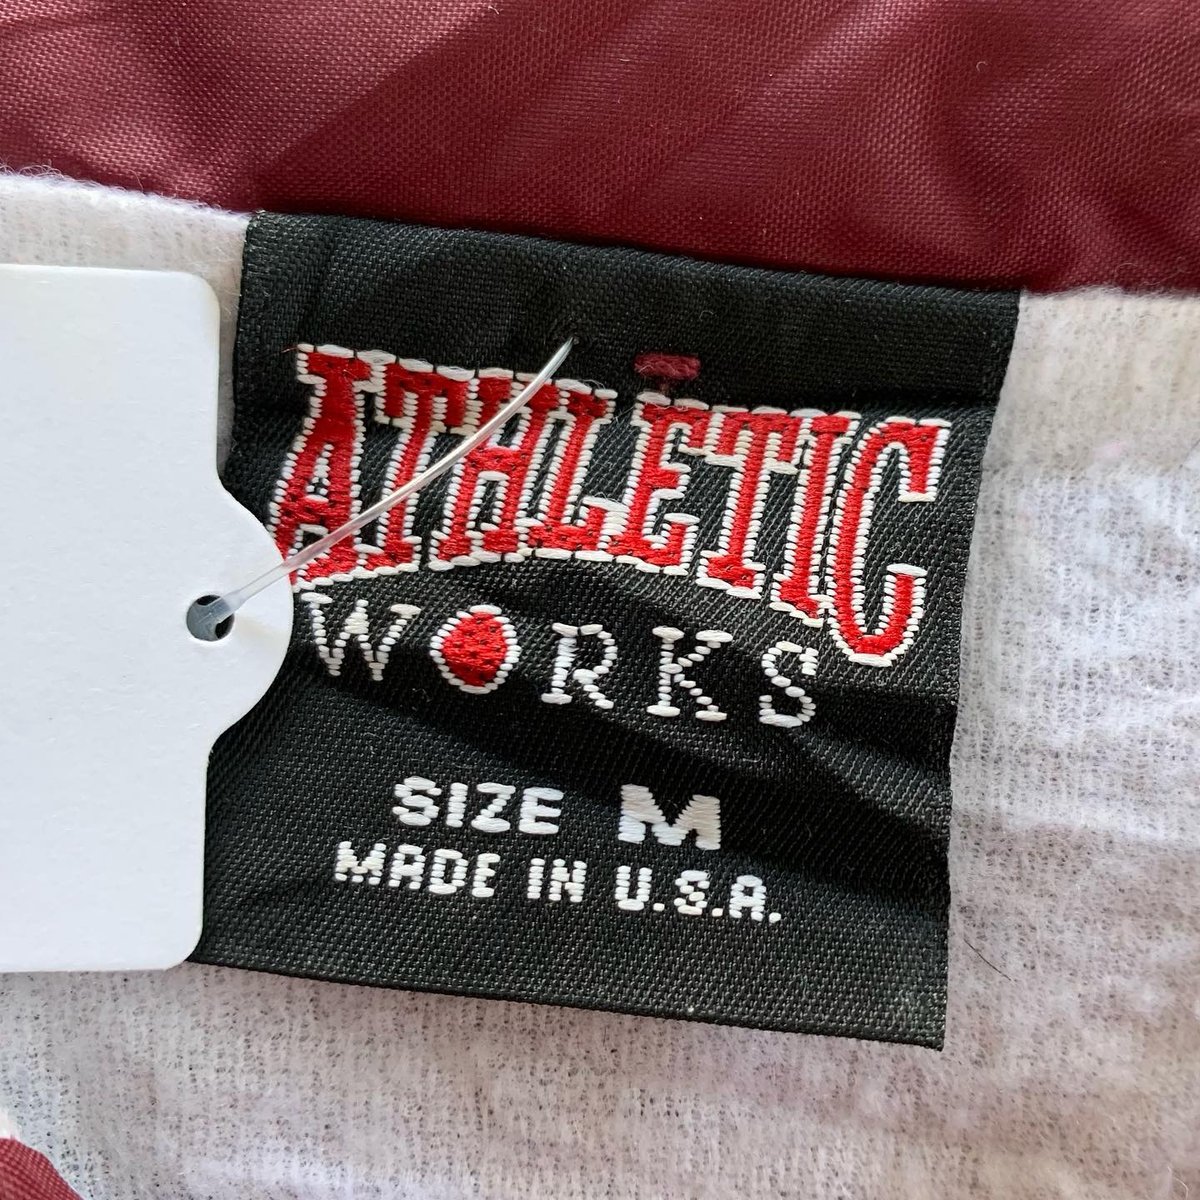 ATHLETIC
WORKS
SIZE M
MADE IN U.S.A.